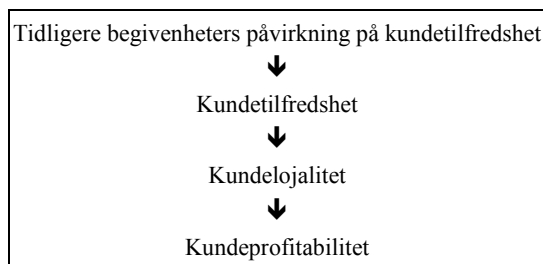 Tidligere begivenheters påvirkning på kundetilfredshet
Kundetilfredshet
Kundelojalitet
Kundeprofitabilitet